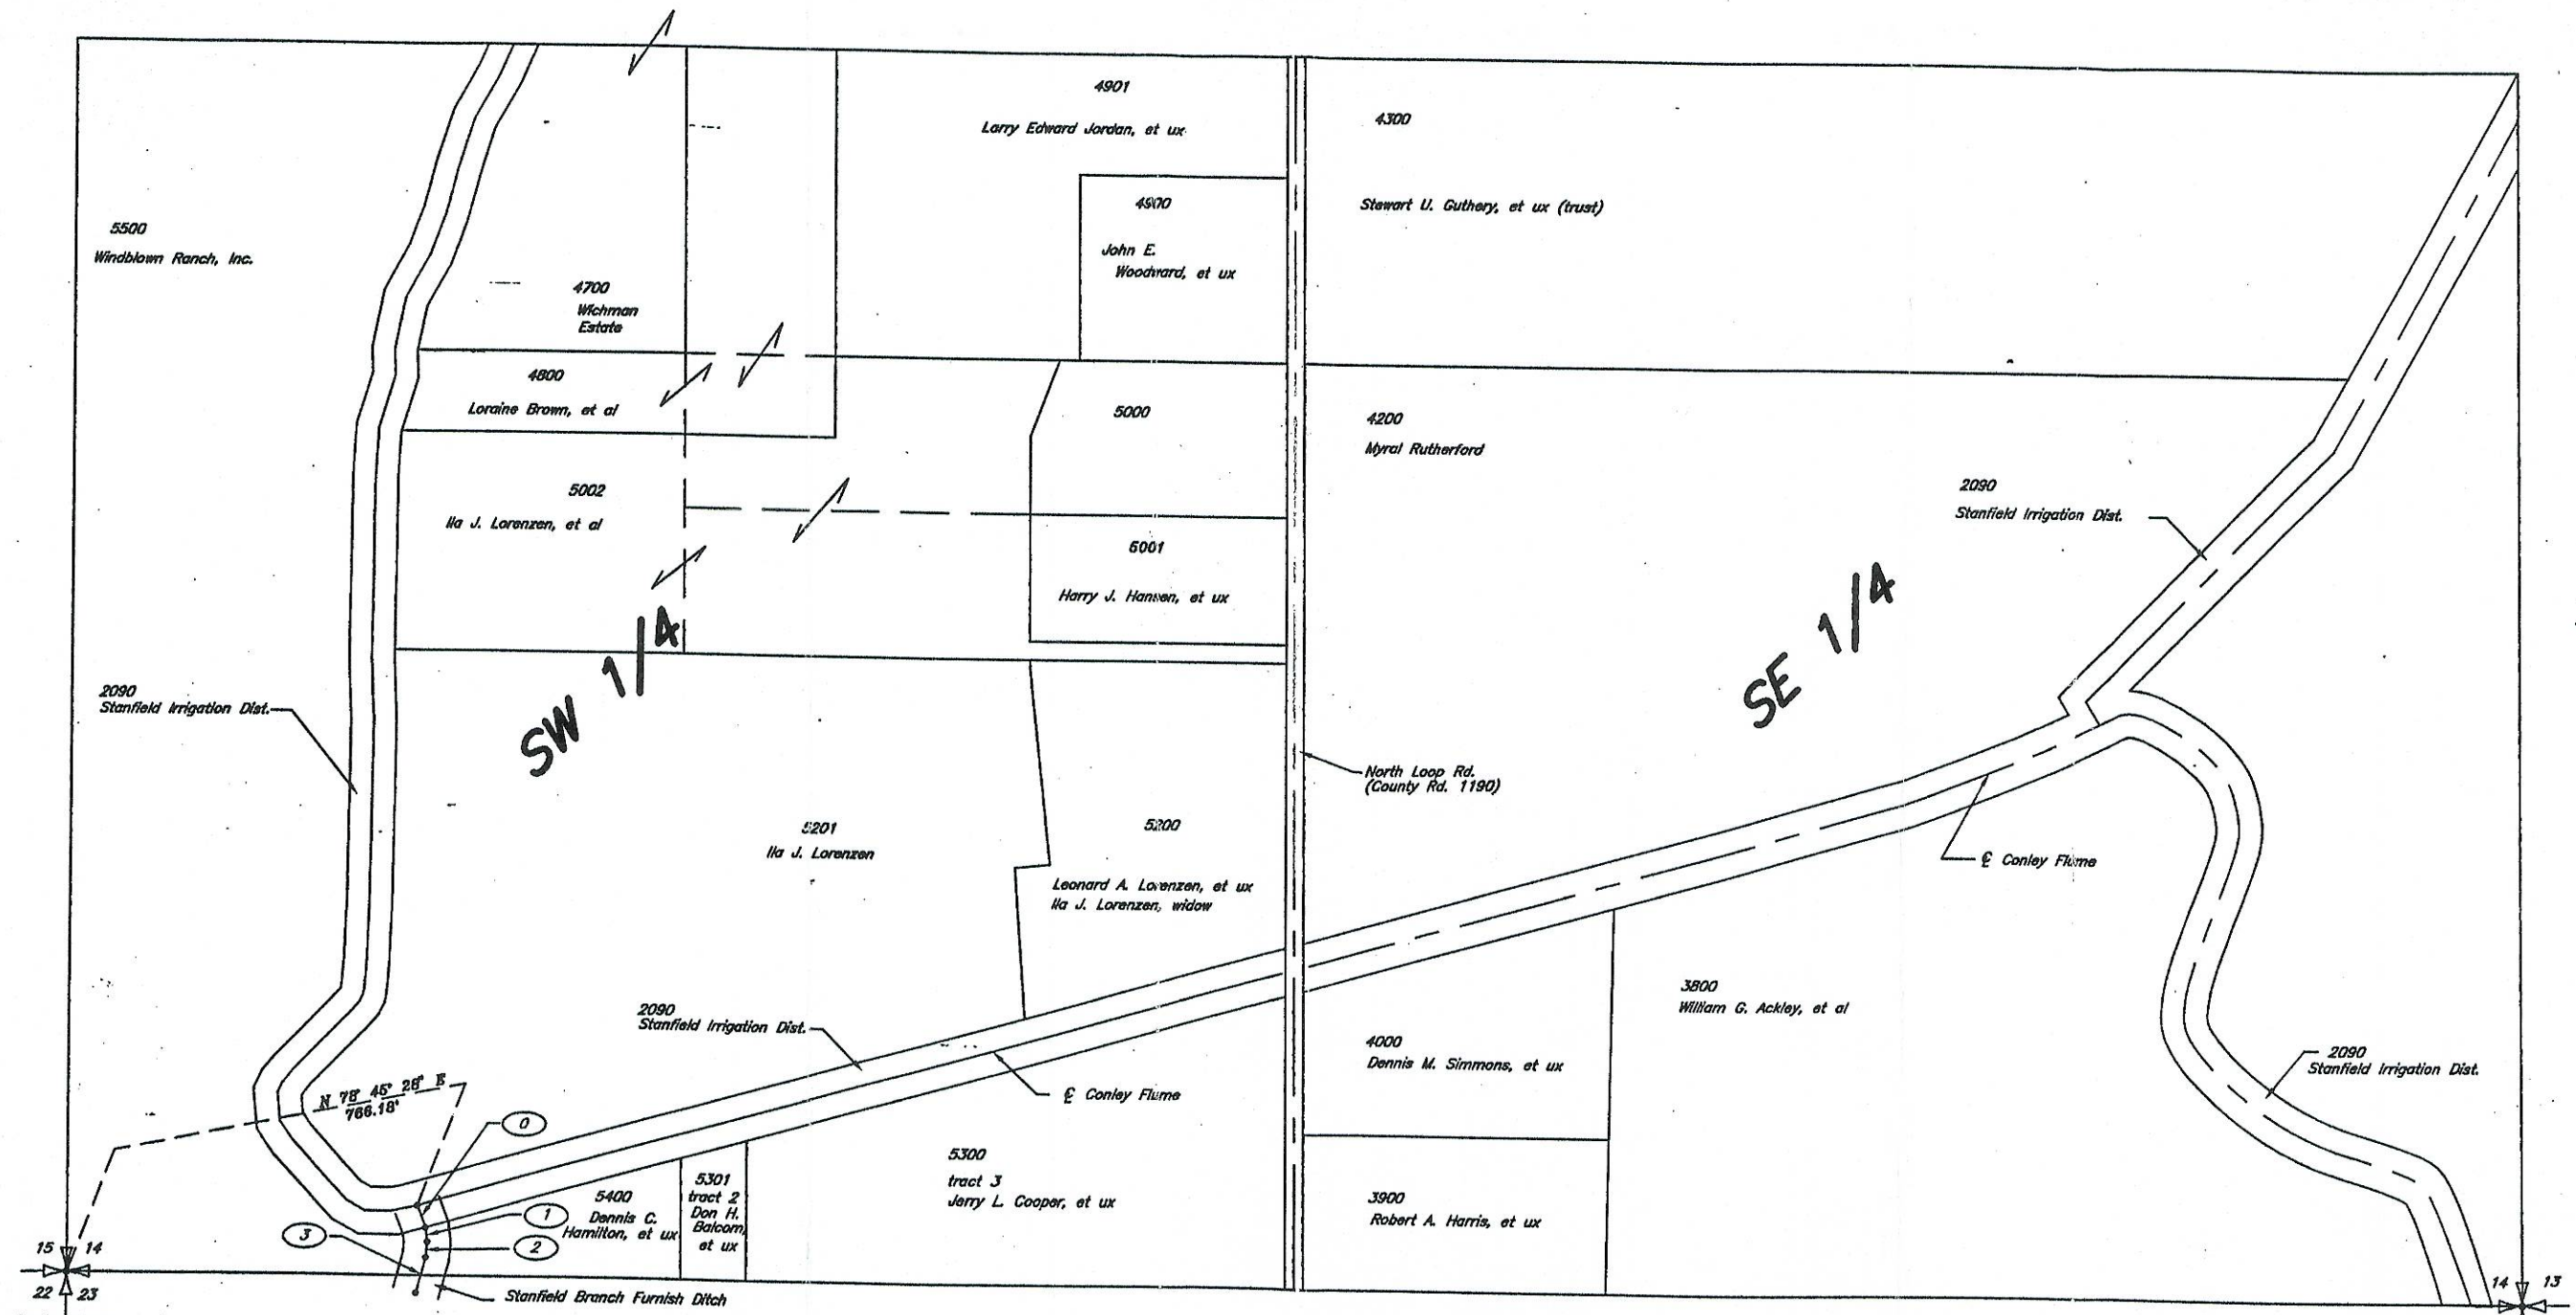 4901
Larry Edward Jordan, et ux
4300
4900
Stewart U. Guthery, et ux (trust)
5500
Windblown Ranch, Inc.
John E.
Woodward, et ux
4700
Wichman
Estate
4800
Loraine Brown, et al
5000
4200
Myral Rutherford
5002
Ila J. Lorenzen, et al
2090
Stanfield Irrigation Dist.
5001
Harry J. Hansen, et ux
SW 1/4
SE 1/4
2090
Stanfield Irrigation Dist.
North Loop Rd.
(County Rd. 1190)
5201
Ila J. Lorenzen
5200
Leonard A. Lorenzen, et ux
Ila J. Lorenzen, widow
℄ Conley Flume
2090
Stanfield Irrigation Dist.
3800
William G. Ackley, et al
4000
Dennis M. Simmons, et ux
2090
Stanfield Irrigation Dist.
N 78° 45' 28" E
766.18'
℄ Conley Flume
0
1
2
3
5400
Dennis C.
Hamilton, et ux
5301
tract 2
Don H.
Balcom,
et ux
5300
tract 3
Jerry L. Cooper, et ux
3900
Robert A. Harris, et ux
15 14
22 23
Stanfield Branch Furnish Ditch
14 13